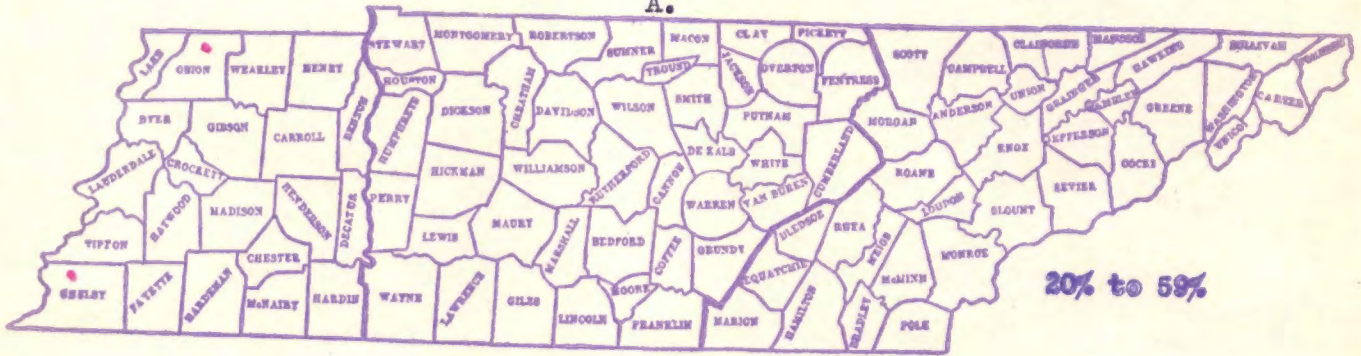 A.
LAKE
OBION
WEAKLEY
HENRY
STEWART
MONTGOMERY
ROBERTSON
SUMNER
MACON
CLAY
PICKETT
SCOTT
CAMPBELL
CLAIBORNE
HANCOCK
HAWKINS
SULLIVAN
JOHNSON
DYER
GIBSON
CARROLL
BENTON
HOUSTON
HUMPHREYS
DICKSON
CHEATHAM
DAVIDSON
WILSON
TROUND
SMITH
JACKSON
OVERTON
FENTRESS
PUTNAM
MORGAN
ANDERSON
UNION
GRAINGER
HAMBLEN
GREENE
WASHINGTON
CARTER
UNICOI
LAUDERDALE
CROCKETT
HAYWOOD
MADISON
HENDERSON
DECATUR
PERRY
HICKMAN
WILLIAMSON
RUTHERFORD
CANNON
DE KALB
WHITE
WARREN
VAN BUREN
CUMBERLAND
ROANE
KNOX
JEFFERSON
COCKE
SEVIER
BLOUNT
LOUDON
TIPTON
CHESTER
LEWIS
MAURY
MARSHALL
BEDFORD
COFFEE
GRUNDY
BLEDSOE
RHEA
MEIGS
McMINN
MONROE
SHELBY
FAYETTE
HARDEMAN
McNAIRY
HARDIN
WAYNE
LAWRENCE
GILES
LINCOLN
MOORE
FRANKLIN
MARION
EQUATCHIE
HAMILTON
BRADLEY
POLK
20% to 59%